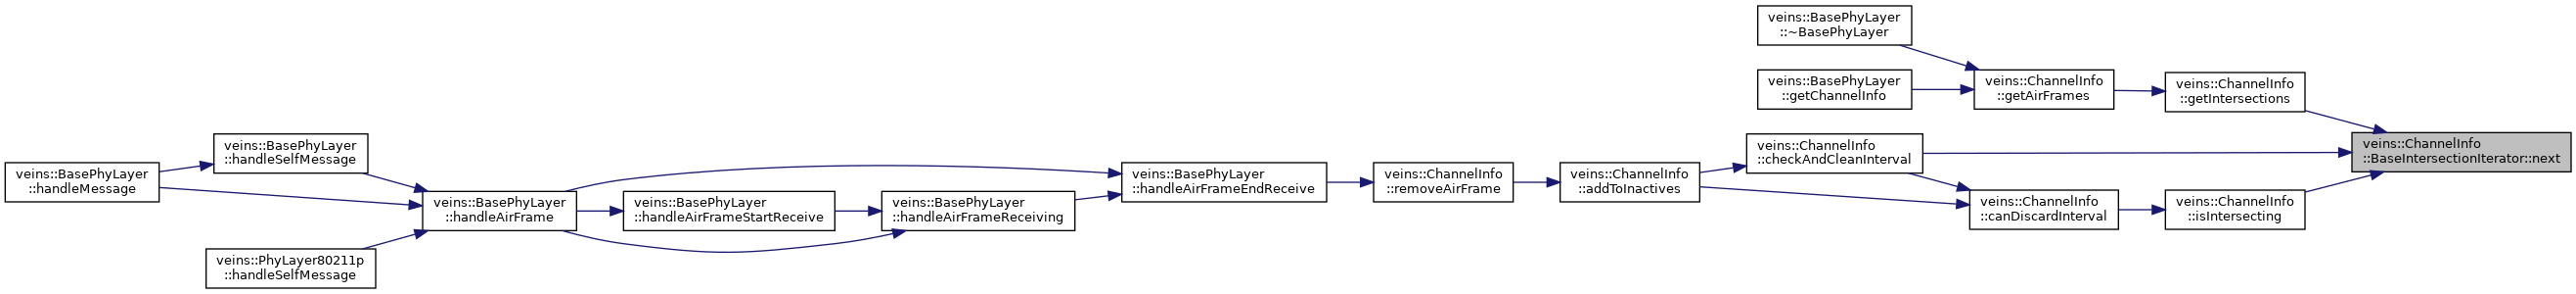 veins::BasePhyLayer
::~BasePhyLayer
veins::BasePhyLayer
::getChannelInfo
veins::ChannelInfo
::getAirFrames
veins::ChannelInfo
::getIntersections
veins::ChannelInfo
::BaseIntersectionIterator::next
veins::ChannelInfo
::checkAndCleanInterval
veins::BasePhyLayer
::handleSelfMessage
veins::BasePhyLayer
::handleMessage
veins::BasePhyLayer
::handleAirFrameEndReceive
veins::ChannelInfo
::removeAirFrame
veins::ChannelInfo
::addToInactives
veins::BasePhyLayer
::handleAirFrame
veins::BasePhyLayer
::handleAirFrameStartReceive
veins::BasePhyLayer
::handleAirFrameReceiving
veins::ChannelInfo
::canDiscardInterval
veins::ChannelInfo
::isIntersecting
veins::PhyLayer80211p
::handleSelfMessage